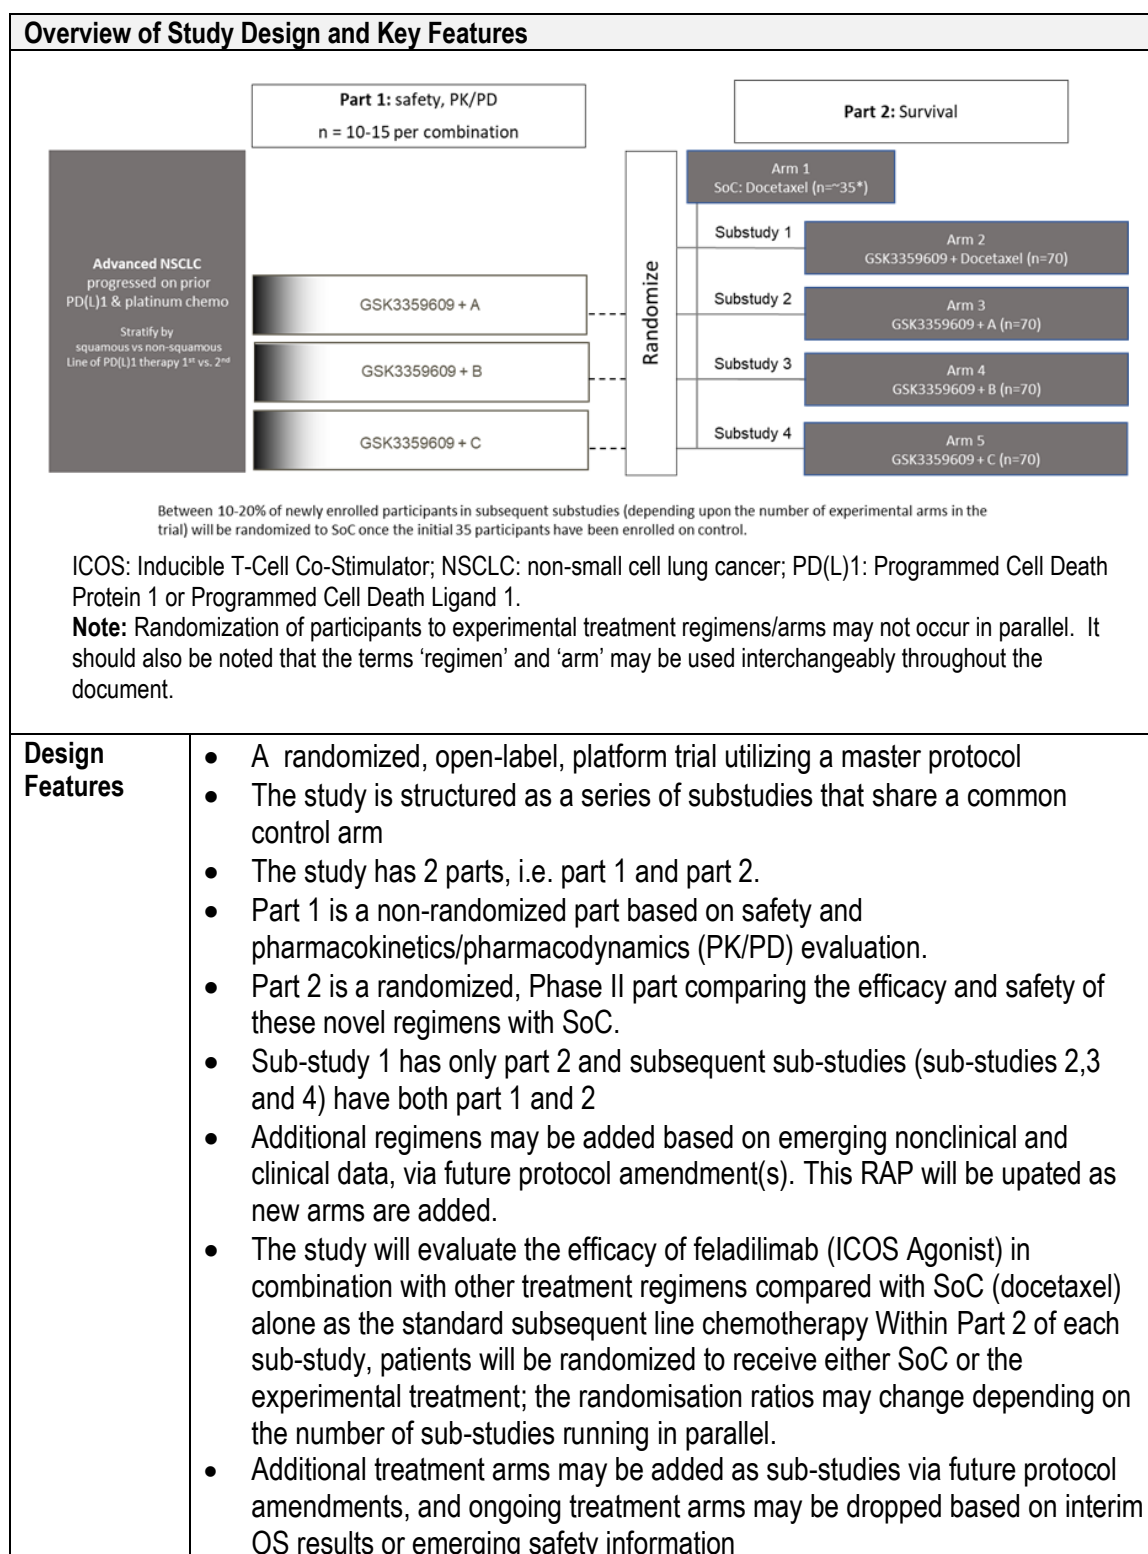 Overview of Study Design and Key Features
Part 1: safety, PK/PD
n = 10-15 per combination
Part 2: Survival
Arm 1
SoC: Docetaxel (n=~35*)
Advanced NSCLC
progressed on prior
PD(L)1 & platinum chemo
Stratify by
squamous vs non-squamous
Line of PD(L)1 therapy 1st vs. 2nd
GSK3359609 + A
GSK3359609 + B
GSK3359609 + C
Randomize
Substudy 1
Arm 2
GSK3359609 + Docetaxel (n=70)
Substudy 2
Arm 3
GSK3359609 + A (n=70)
Substudy 3
Arm 4
GSK3359609 + B (n=70)
Substudy 4
Arm 5
GSK3359609 + C (n=70)
Between 10-20% of newly enrolled participants in subsequent substudies (depending upon the number of experimental arms in the
trial) will be randomized to SoC once the initial 35 participants have been enrolled on control.
ICOS: Inducible T-Cell Co-Stimulator; NSCLC: non-small cell lung cancer; PD(L)1: Programmed Cell Death
Protein 1 or Programmed Cell Death Ligand 1.
Note: Randomization of participants to experimental treatment regimens/arms may not occur in parallel. It
should also be noted that the terms ‘regimen’ and ‘arm’ may be used interchangeably throughout the
document.
Design
Features
• A randomized, open-label, platform trial utilizing a master protocol
• The study is structured as a series of substudies that share a common
control arm
• The study has 2 parts, i.e. part 1 and part 2.
• Part 1 is a non-randomized part based on safety and
pharmacokinetics/pharmacodynamics (PK/PD) evaluation.
• Part 2 is a randomized, Phase II part comparing the efficacy and safety of
these novel regimens with SoC.
• Sub-study 1 has only part 2 and subsequent sub-studies (sub-studies 2,3
and 4) have both part 1 and 2
• Additional regimens may be added based on emerging nonclinical and
clinical data, via future protocol amendment(s). This RAP will be upated as
new arms are added.
• The study will evaluate the efficacy of feladilimab (ICOS Agonist) in
combination with other treatment regimens compared with SoC (docetaxel)
alone as the standard subsequent line chemotherapy Within Part 2 of each
sub-study, patients will be randomized to receive either SoC or the
experimental treatment; the randomisation ratios may change depending on
the number of sub-studies running in parallel.
• Additional treatment arms may be added as sub-studies via future protocol
amendments, and ongoing treatment arms may be dropped based on interim
OS results or emerging safety information